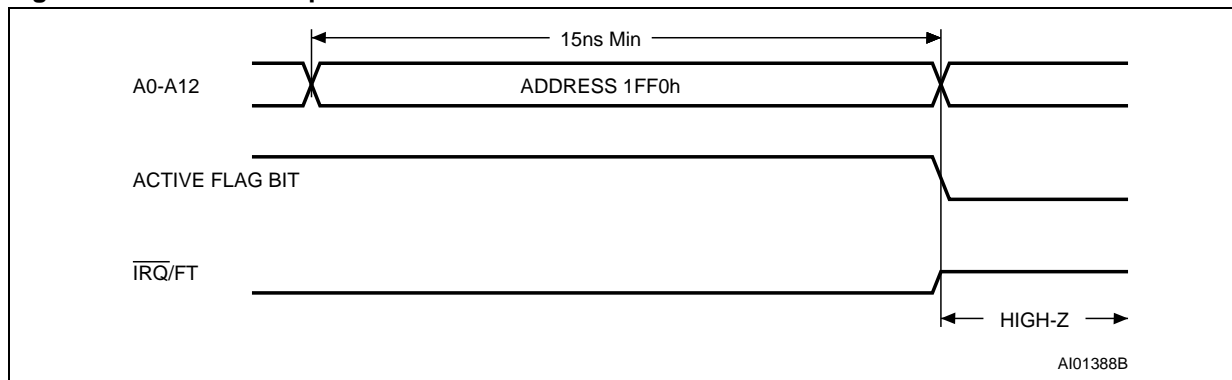 15ns Min
A0-A12
ADDRESS 1FF0h
ACTIVE FLAG BIT
IRQ/FT
HIGH-Z
AI01388B